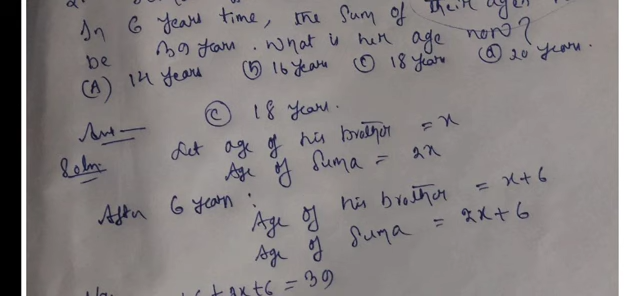 In 6 years time, the sum of their ages
be 39 years. What is her age now?
(A) 14 years (b) 16 years (c) 18 years (d) 20 years.
Ans— (c) 18 years.
Soln: Let age of his brother = x
Age of Suma = 2x
After 6 years:
Age of his brother = x+6
Age of Suma = 2x+6
+2x+6 = 39